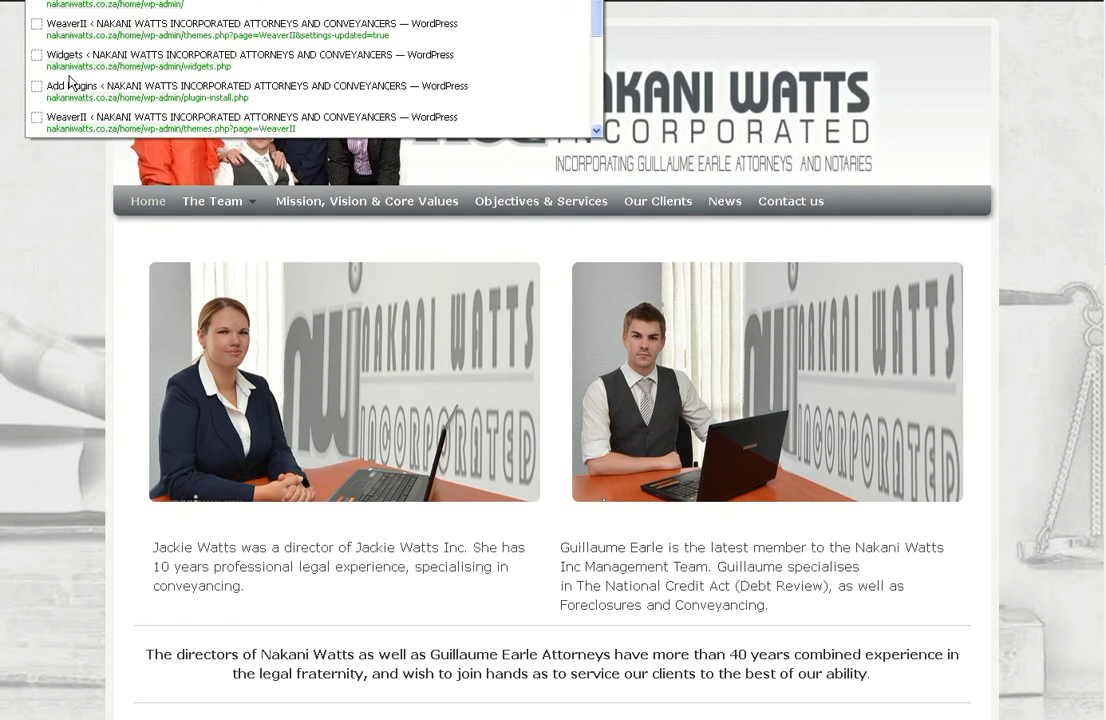 nakaniwatts.co.za/home/wp-admin/
WeaverII ‹ NAKANI WATTS INCORPORATED ATTORNEYS AND CONVEYANCERS — WordPress
nakaniwatts.co.za/home/wp-admin/themes.php?page=WeaverII&settings-updated=true
Widgets ‹ NAKANI WATTS INCORPORATED ATTORNEYS AND CONVEYANCERS — WordPress
nakaniwatts.co.za/home/wp-admin/widgets.php
Add Plugins ‹ NAKANI WATTS INCORPORATED ATTORNEYS AND CONVEYANCERS — WordPress
nakaniwatts.co.za/home/wp-admin/plugin-install.php
WeaverII ‹ NAKANI WATTS INCORPORATED ATTORNEYS AND CONVEYANCERS — WordPress
nakaniwatts.co.za/home/wp-admin/themes.php?page=WeaverII
AKANI WATTS
INCORPORATED
INCORPORATING GUILLAUME EARLE ATTORNEYS AND NOTARIES
Home The Team Mission, Vision & Core Values Objectives & Services Our Clients News Contact us
nwi NAKANI WATTS
INCORPORATED
nwi NAKANI WATTS
INCORPORATED
Jackie Watts was a director of Jackie Watts Inc. She has
10 years professional legal experience, specialising in
conveyancing.
Guillaume Earle is the latest member to the Nakani Watts
Inc Management Team. Guillaume specialises
in The National Credit Act (Debt Review), as well as
Foreclosures and Conveyancing.
The directors of Nakani Watts as well as Guillaume Earle Attorneys have more than 40 years combined experience in
the legal fraternity, and wish to join hands as to service our clients to the best of our ability.